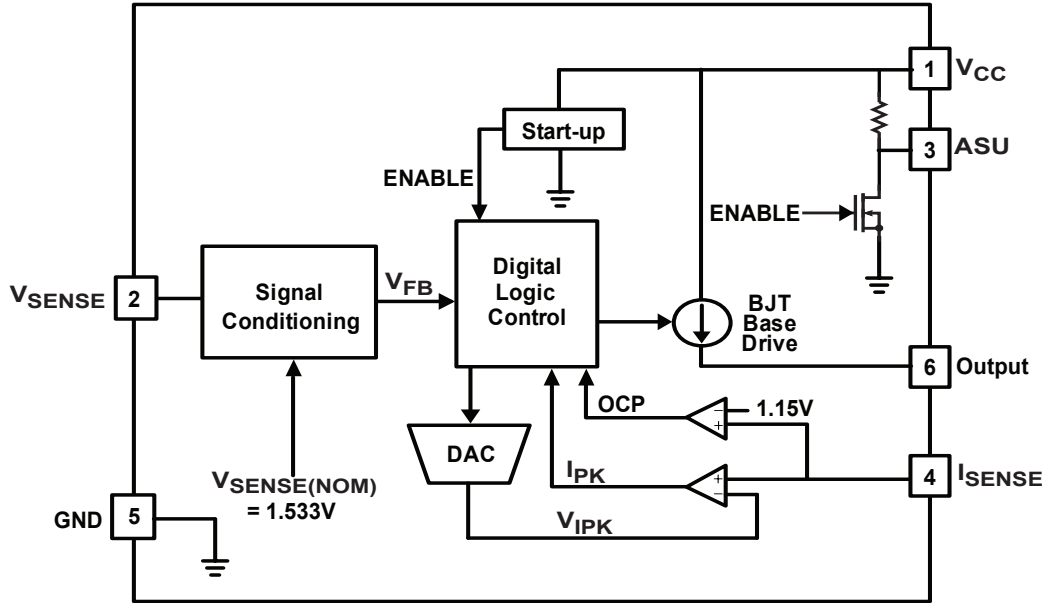 1 VCC
Start-up
3 ASU
ENABLE
ENABLE
VSENSE 2
Signal
Conditioning
VFB
Digital
Logic
Control
BJT
Base
Drive
6 Output
OCP
− 1.15V
+
DAC
IPK
+
−
4 ISENSE
VSENSE(NOM)
= 1.533V
GND 5
VIPK